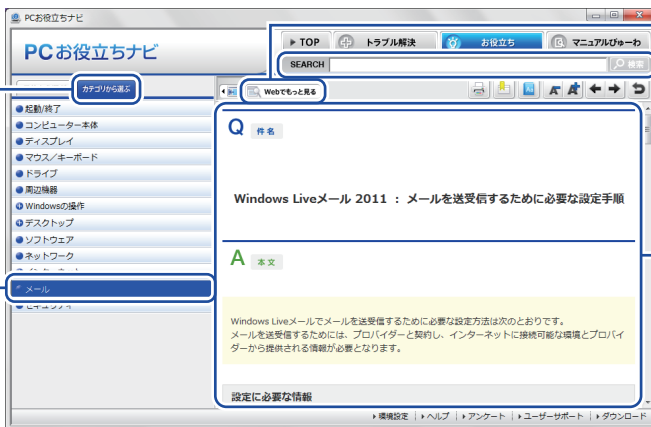 PCお役立ちナビ
PCお役立ちナビ
TOP
トラブル解決
お役立ち
マニュアルびゅーわ
SEARCH
検索
カテゴリから選ぶ
Webでもっと見る
起動/終了
コンピューター本体
ディスプレイ
マウス/キーボード
ドライブ
周辺機器
Windowsの操作
デスクトップ
ソフトウェア
ネットワーク
メール
セキュリティ
Q 件名
Windows Liveメール 2011 : メールを送受信するために必要な設定手順
A 本文
Windows Liveメールでメールを送受信するために必要な設定方法は次のとおりです。
メールを送受信するためには、プロバイダーと契約し、インターネットに接続可能な環境とプロバイ
ダーから提供される情報が必要となります。
設定に必要な情報
環境設定 ヘルプ アンケート ユーザーサポート ダウンロード